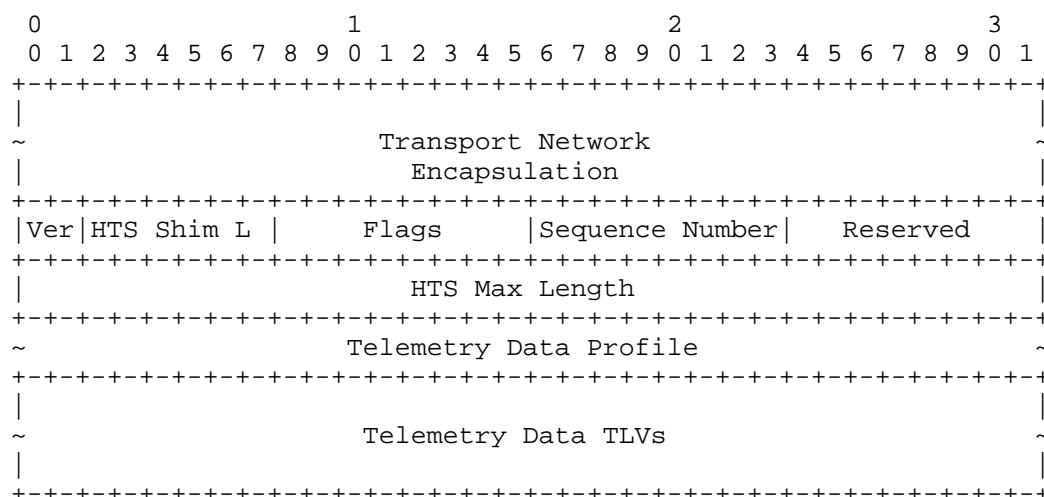 0                   1                   2                   3
 0 1 2 3 4 5 6 7 8 9 0 1 2 3 4 5 6 7 8 9 0 1 2 3 4 5 6 7 8 9 0 1
+-+-+-+-+-+-+-+-+-+-+-+-+-+-+-+-+-+-+-+-+-+-+-+-+-+-+-+-+-+-+-+-+
|                                                               |
~                      Transport Network                        ~
|                        Encapsulation                          |
+-+-+-+-+-+-+-+-+-+-+-+-+-+-+-+-+-+-+-+-+-+-+-+-+-+-+-+-+-+-+-+-+
|Ver|HTS Shim L |     Flags     |Sequence Number|   Reserved    |
+-+-+-+-+-+-+-+-+-+-+-+-+-+-+-+-+-+-+-+-+-+-+-+-+-+-+-+-+-+-+-+-+
|                        HTS Max Length                         |
+-+-+-+-+-+-+-+-+-+-+-+-+-+-+-+-+-+-+-+-+-+-+-+-+-+-+-+-+-+-+-+-+
~                    Telemetry Data Profile                     ~
+-+-+-+-+-+-+-+-+-+-+-+-+-+-+-+-+-+-+-+-+-+-+-+-+-+-+-+-+-+-+-+-+
|                                                               |
~                     Telemetry Data TLVs                       ~
|                                                               |
+-+-+-+-+-+-+-+-+-+-+-+-+-+-+-+-+-+-+-+-+-+-+-+-+-+-+-+-+-+-+-+-+